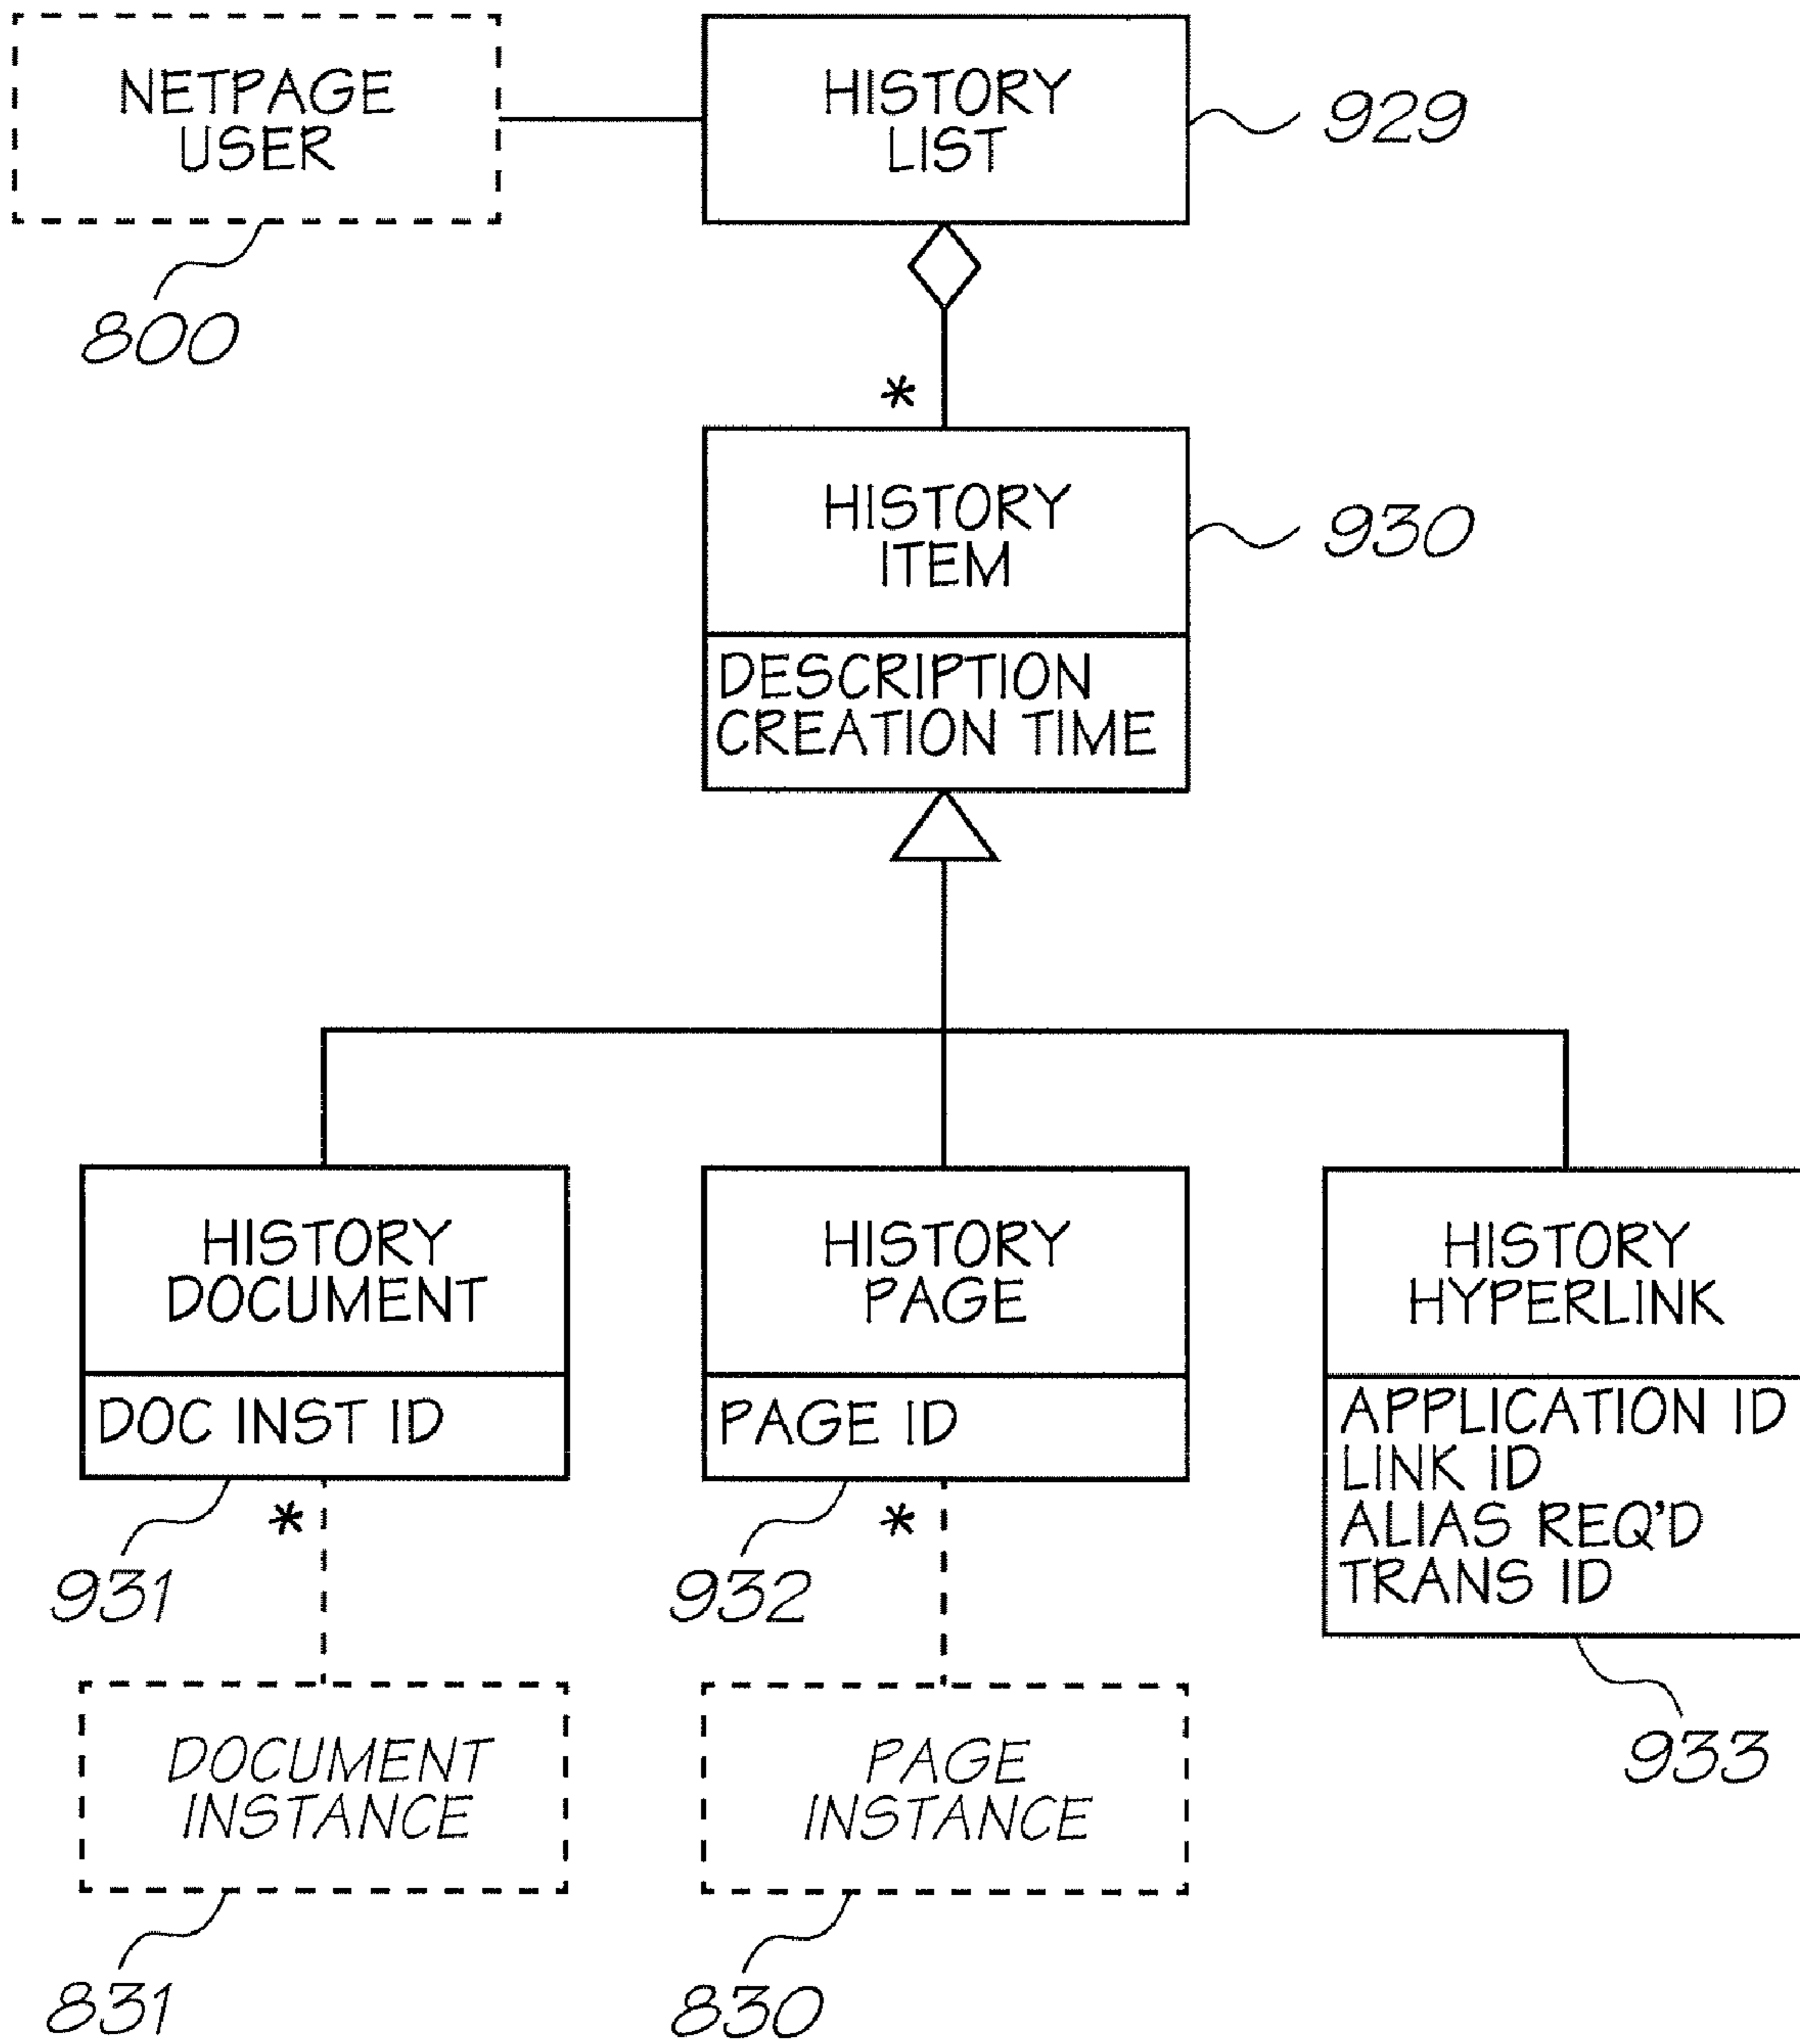 NETPAGE
USER
HISTORY
LIST
929
800
*
HISTORY
ITEM
930
DESCRIPTION
CREATION TIME
HISTORY
DOCUMENT
HISTORY
PAGE
HISTORY
HYPERLINK
DOC INST ID
PAGE ID
APPLICATION ID
LINK ID
ALIAS REQ'D
TRANS ID
*
*
931
932
933
DOCUMENT
INSTANCE
PAGE
INSTANCE
831
830